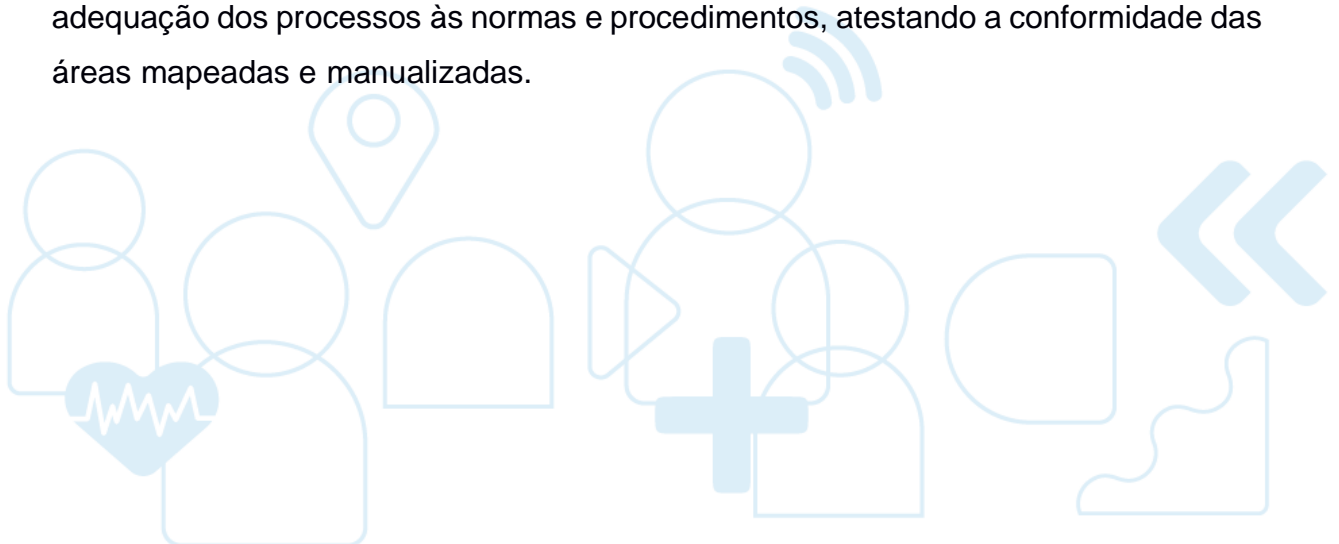 adequação dos processos às normas e procedimentos, atestando a conformidade das
áreas mapeadas e manualizadas.